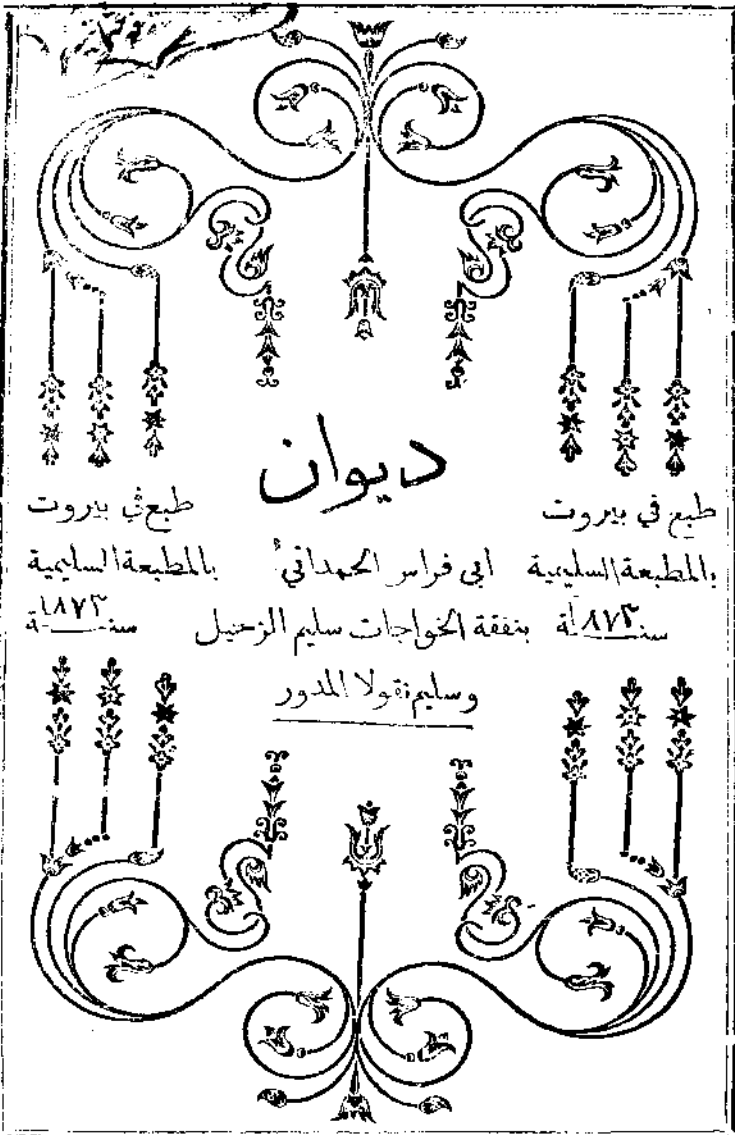 ديوان
طبع في بيروت
طبع في بيروت
بالمطبعة السليمية ابي فراس الحمداني بالمطبعة السليمية
سنة ١٨٧٣ بنفقة الخواجات سليم سنة ١٨٧٣
وسليم نقولا المدور